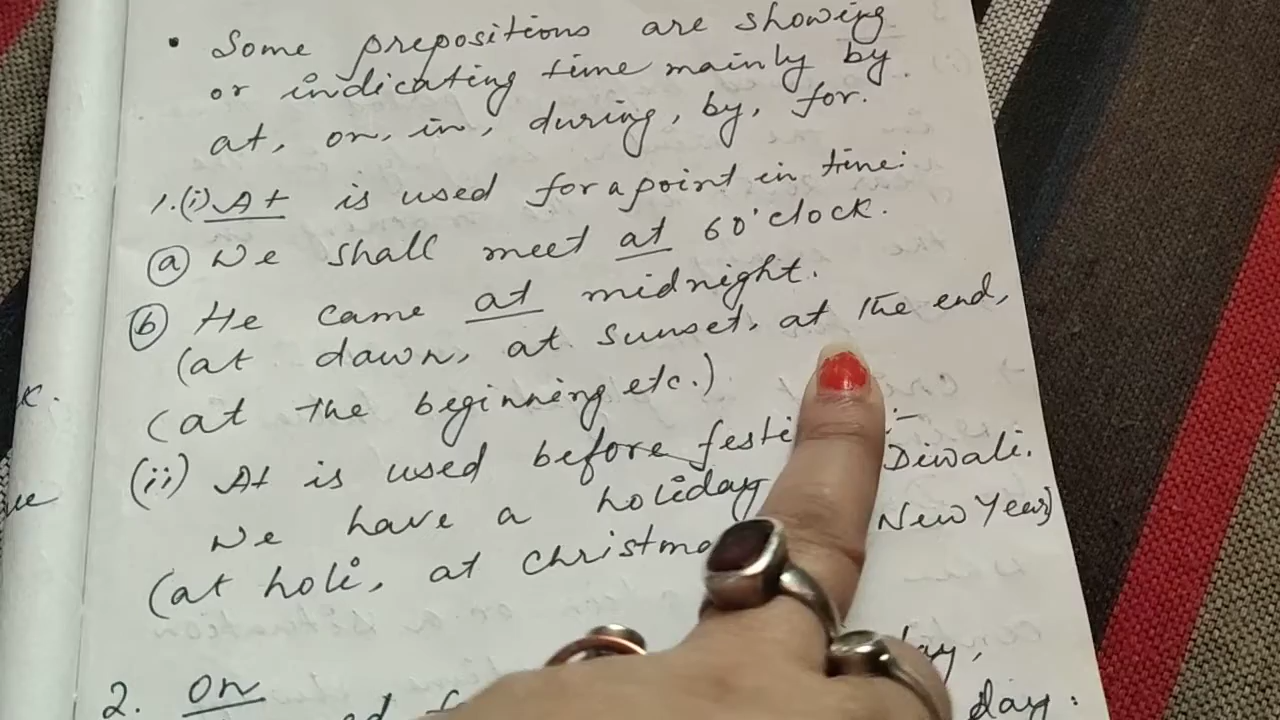 • Some prepositions are showing
or indicating time mainly by
at, on, in, during, by, for.
1.(i) At is used for a point in time:
(a) We shall meet at 6 O'clock.
(b) He came at midnight.
(at dawn, at sunset, at the end,
(at the beginning etc.)
(ii) At is used before :-
We have a holiday Diwali.
(at holi, at New Year)
2. On
day: